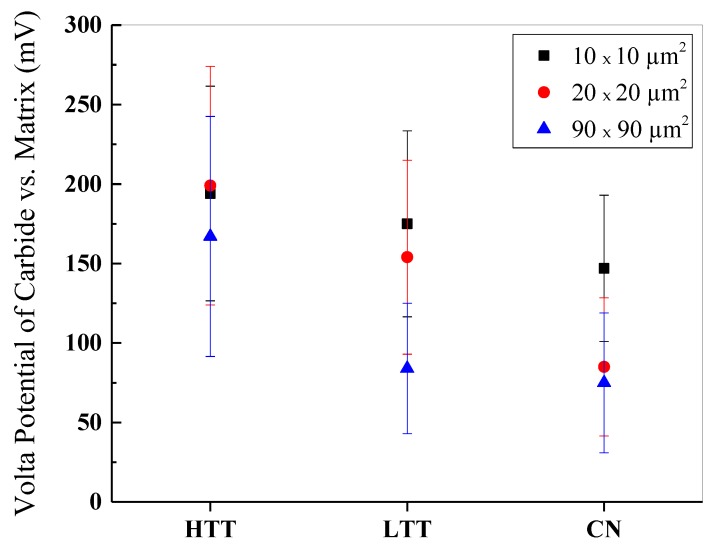 Volta Potential of Carbide vs. Matrix (mV)
300
250
200
150
100
50
0
10 x 10 µm²
20 x 20 µm²
90 x 90 µm²
HTT LTT CN